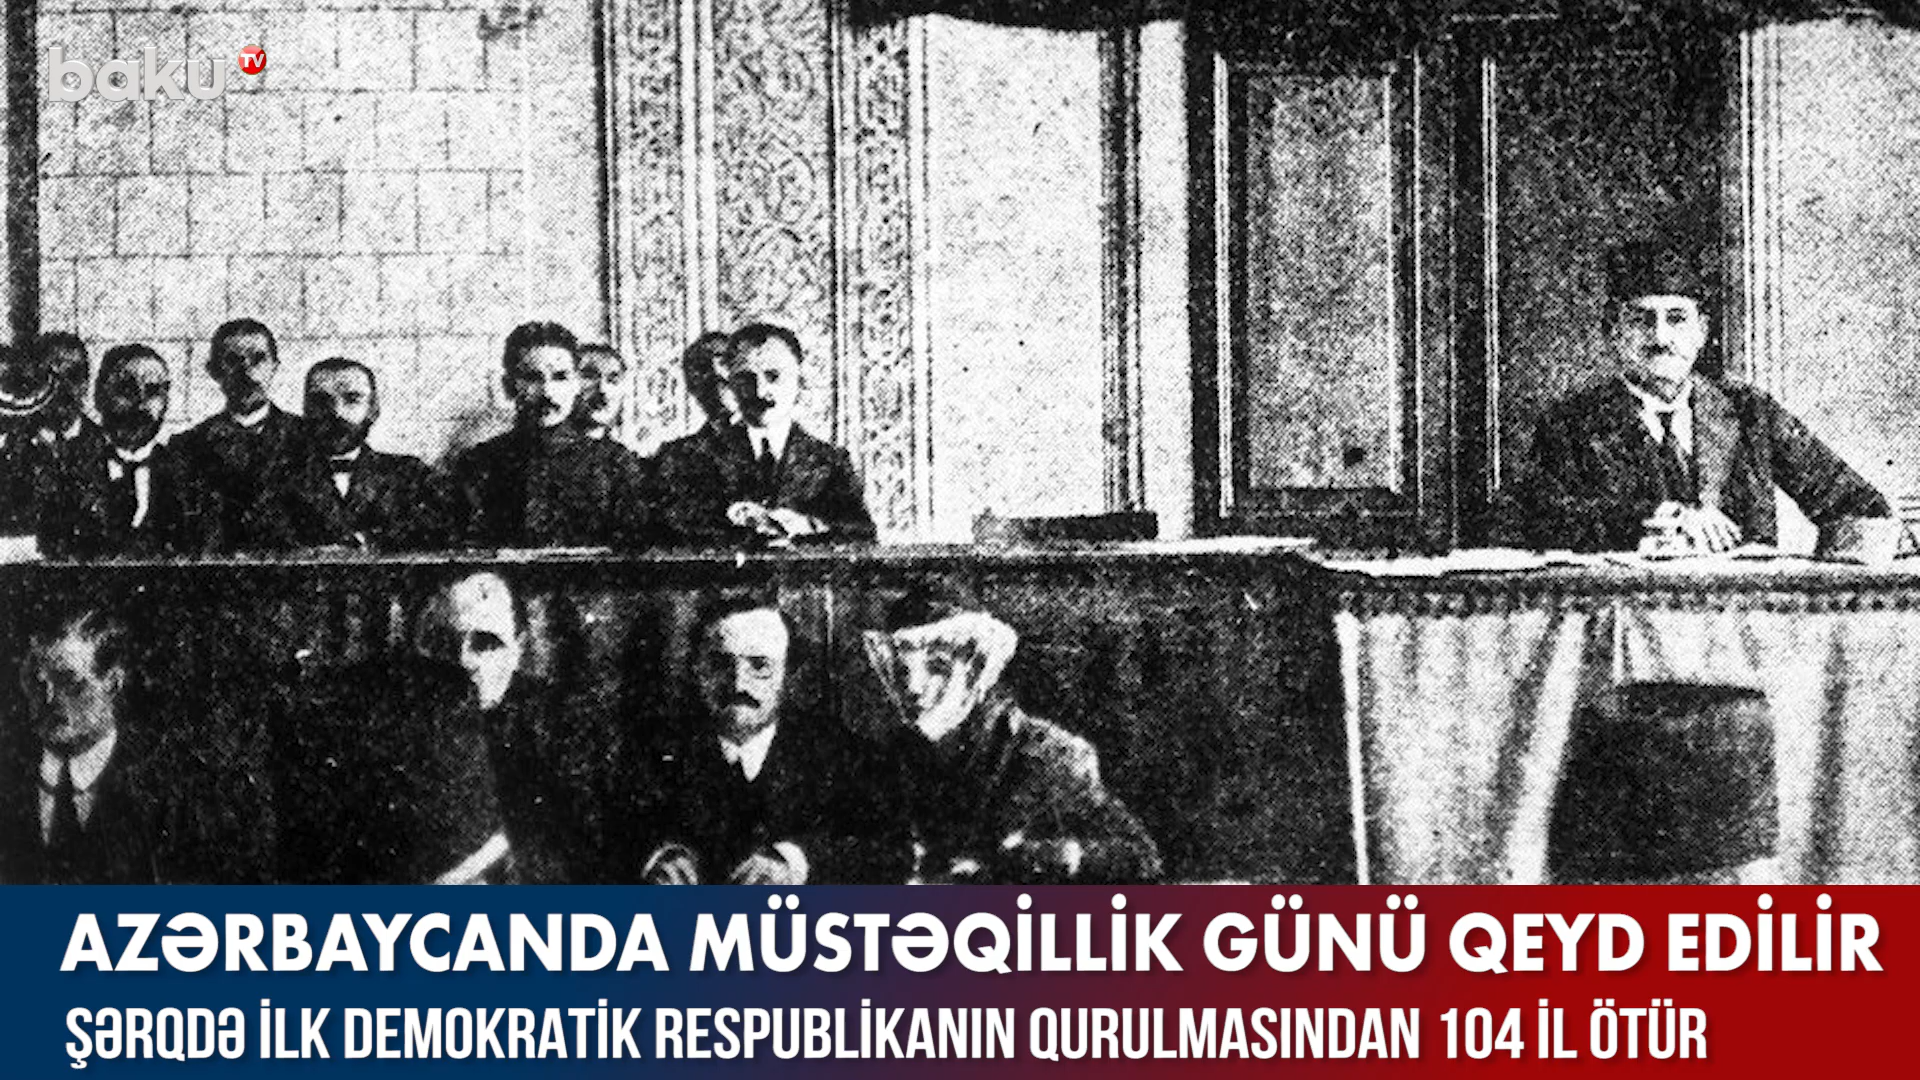 baku TV
AZƏRBAYCANDA MÜSTƏQİLLİK GÜNÜ QEYD EDİLİR
ŞƏRQDƏ İLK DEMOKRATİK RESPUBLİKANIN QURULMASINDAN 104 İL ÖTÜR